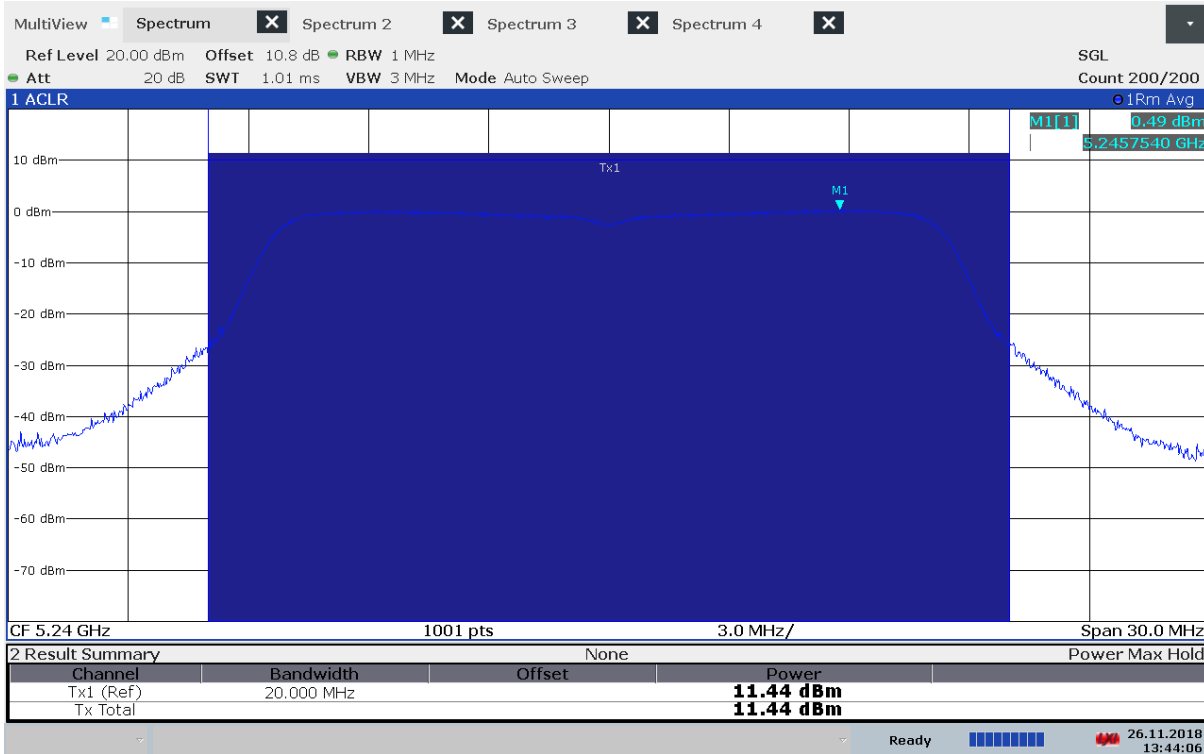 MultiView Spectrum X Spectrum 2 X Spectrum 3 X Spectrum 4 X
Ref Level 20.00 dBm Offset 10.8 dB RBW 1 MHz SGL
Att 20 dB SWT 1.01 ms VBW 3 MHz Mode Auto Sweep Count 200/200
1 ACLR 1Rm Avg
M1[1] 0.49 dBm
5.2457540 GHz
10 dBm
Tx1
M1
0 dBm
-10 dBm
-20 dBm
-30 dBm
-40 dBm
-50 dBm
-60 dBm
-70 dBm
CF 5.24 GHz 1001 pts 3.0 MHz/ Span 30.0 MHz
2 Result Summary None Power Max Hold
Channel Bandwidth Offset Power
Tx1 (Ref) 20.000 MHz 11.44 dBm
Tx Total 11.44 dBm
Ready 26.11.2018
13:44:06